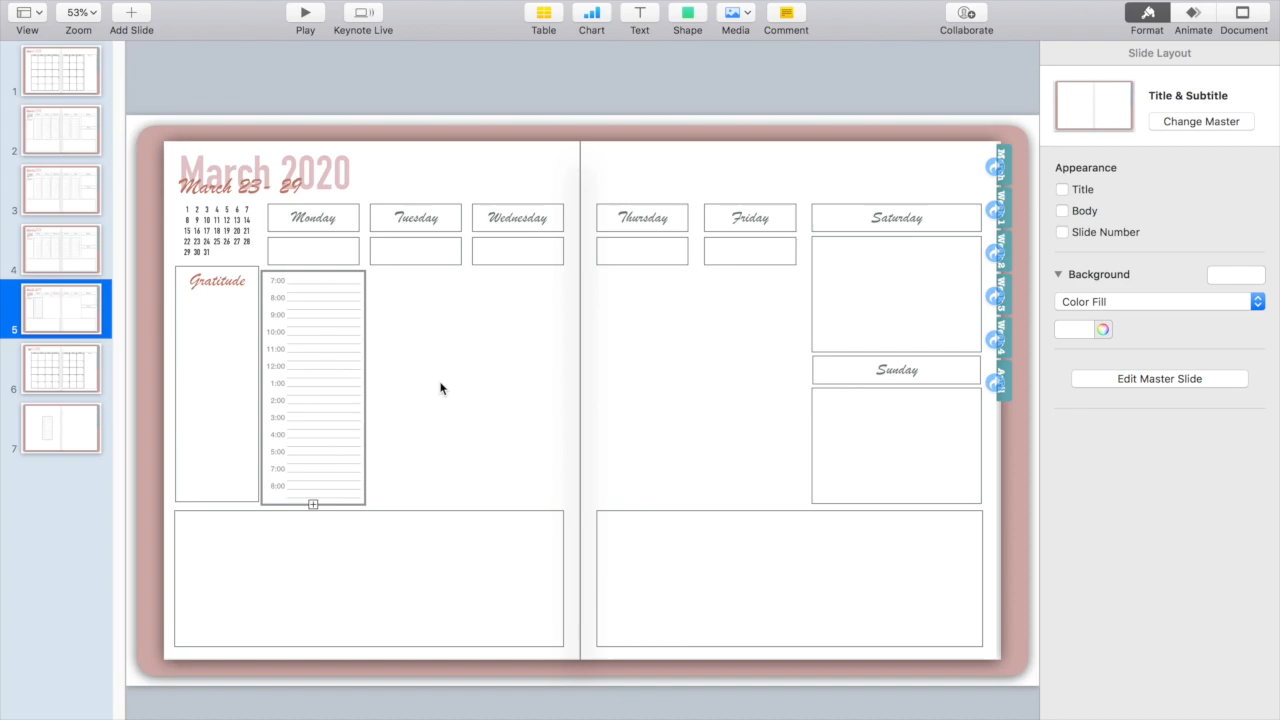 View
53%
Zoom
Add Slide
Play
Keynote Live
Table
Chart
Text
Shape
Media
Comment
Collaborate
Format
Animate
Document
Slide Layout
Title & Subtitle
Change Master
Appearance
Title
Body
Slide Number
Background
Color Fill
Edit Master Slide
1
2
3
4
5
6
7
March 2020
March 23 - 29
1 2 3 4 5 6 7
8 9 10 11 12 13 14
15 16 17 18 19 20 21
22 23 24 25 26 27 28
29 30 31
Monday
Tuesday
Wednesday
Thursday
Friday
Saturday
Sunday
Gratitude
7:00
8:00
9:00
10:00
11:00
12:00
1:00
2:00
3:00
4:00
5:00
7:00
8:00
March